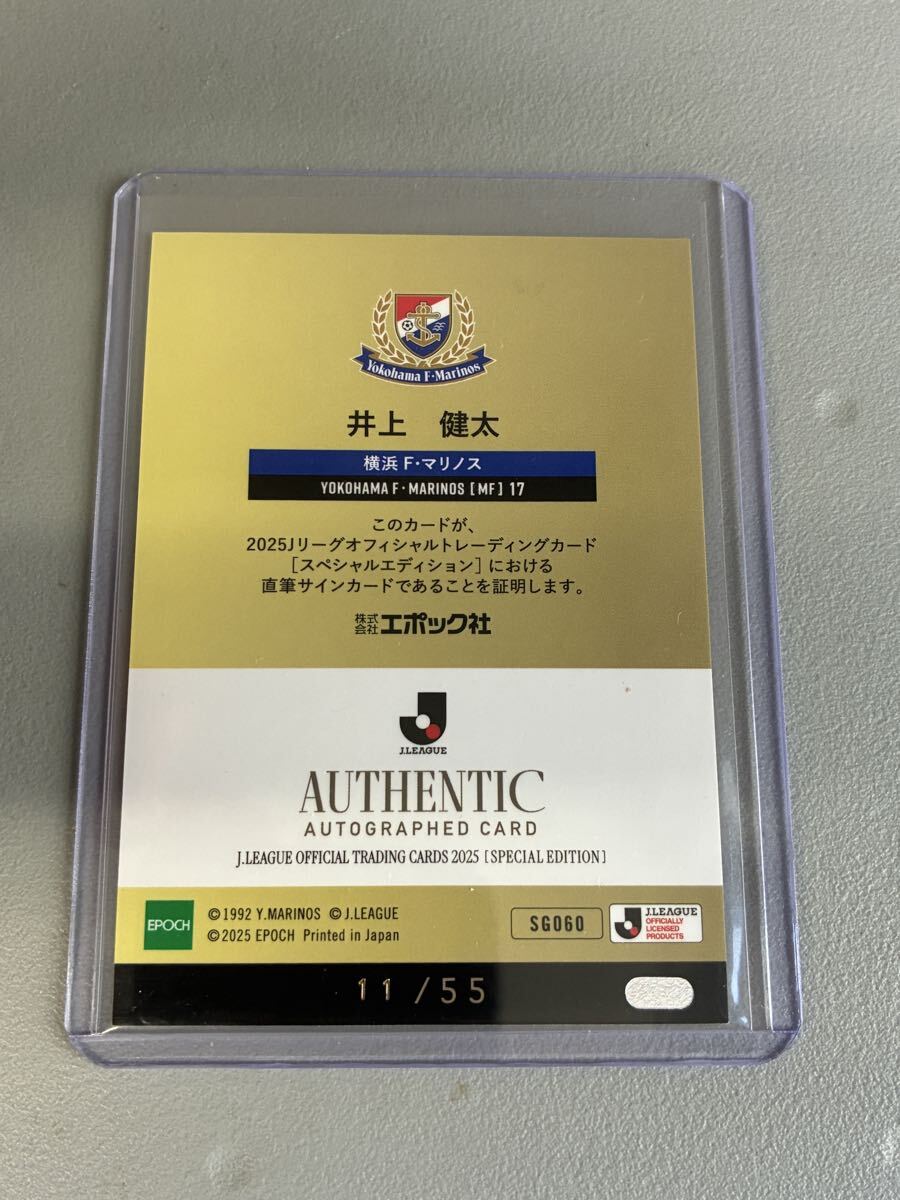 Yokohama F·Marinos
井上　健太
横浜 F・マリノス
YOKOHAMA F・MARINOS [MF] 17
このカードが、
2025Jリーグオフィシャルトレーディングカード
[スペシャルエディション] における
直筆サインカードであることを証明します。
株式会社エポック社
J.LEAGUE
AUTHENTIC
AUTOGRAPHED CARD
J.LEAGUE OFFICIAL TRADING CARDS 2025 [SPECIAL EDITION]
EPOCH
©1992 Y.MARINOS ©J.LEAGUE
©2025 EPOCH Printed in Japan
SG060
J.LEAGUE
OFFICIALLY
LICENSED
PRODUCTS
11 /55